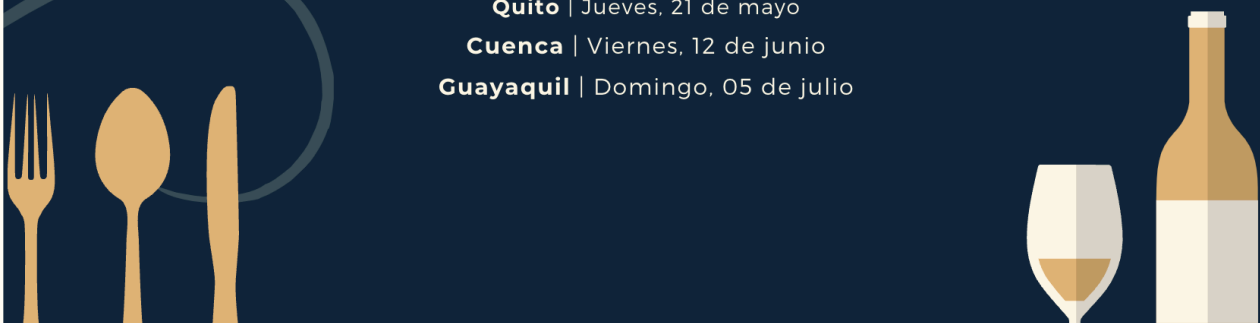 Quito | Jueves, 21 de mayo
Cuenca | Viernes, 12 de junio
Guayaquil | Domingo, 05 de julio